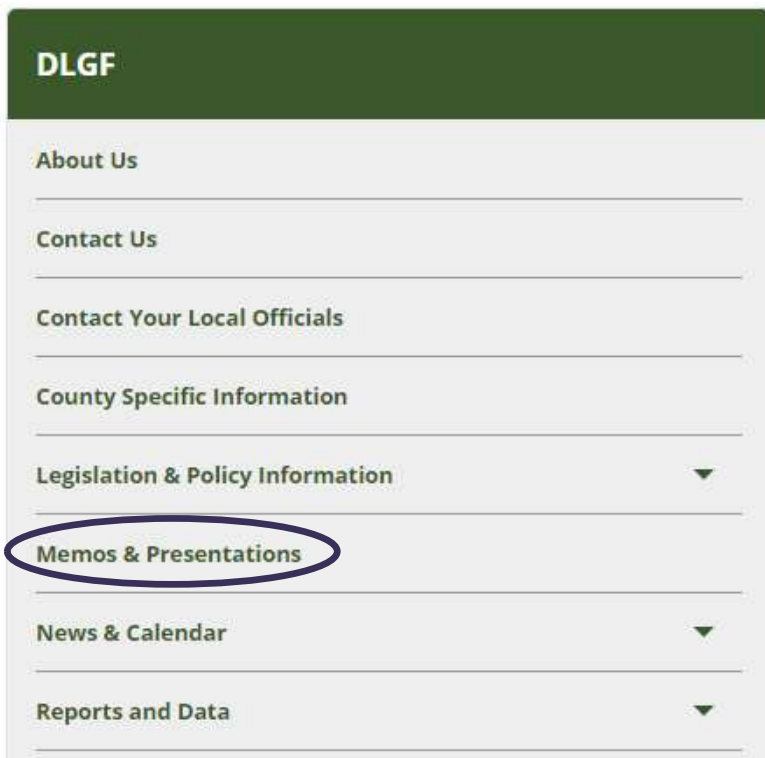 DLGF
About Us
Contact Us
Contact Your Local Officials
County Specific Information
Legislation & Policy Information
Memos & Presentations
News & Calendar
Reports and Data